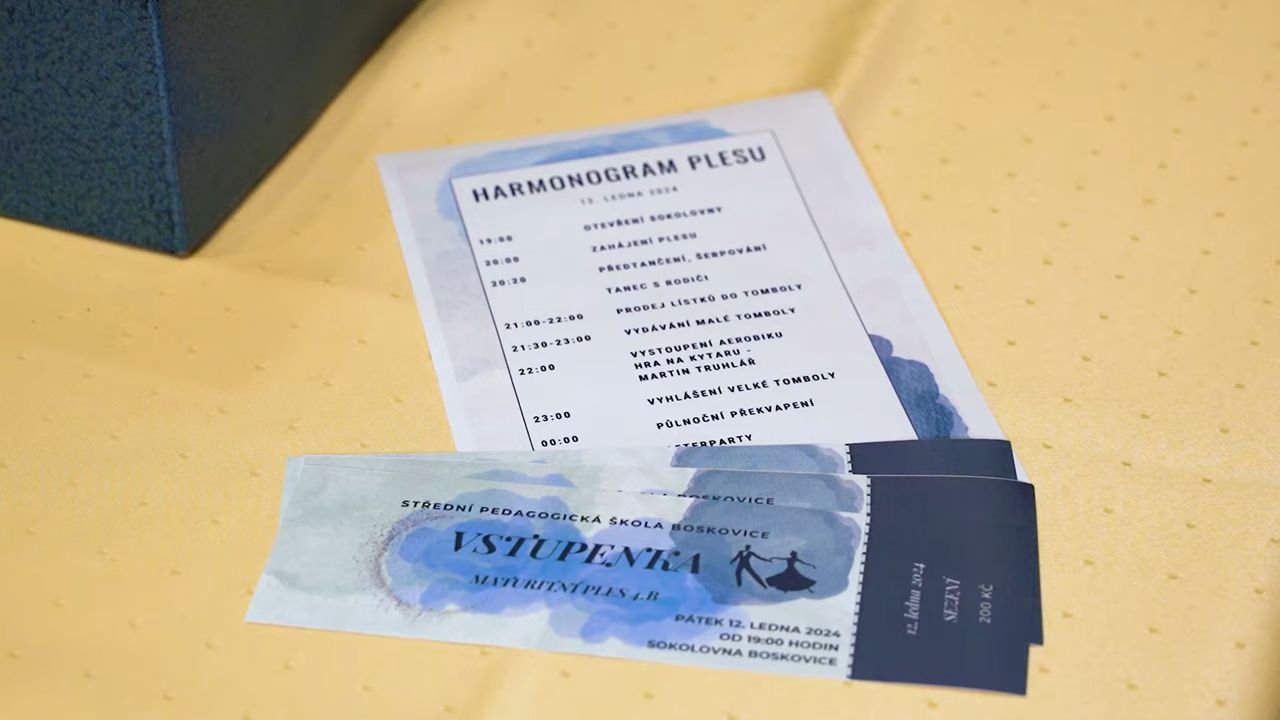 HARMONOGRAM PLESU
12. LEDNA 2024
19:00 OTEVŘENÍ SOKOLOVNY
20:00 ZAHÁJENÍ PLESU
20:20 PŘEDTANČENÍ, ŠERPOVÁNÍ
TANEC S RODIČI
21:00-22:00 PRODEJ LÍSTKŮ DO TOMBOLY
21:30-23:00 VYDÁVÁNÍ MALÉ TOMBOLY
22:00 VYSTOUPENÍ AEROBIKU
HRA NA KYTARU -
MARTIN TRUHLÁŘ
23:00 VYHLÁŠENÍ VELKÉ TOMBOLY
00:00 PŮLNOČNÍ PŘEKVAPENÍ
BOSKOVICE
STŘEDNÍ PEDAGOGICKÁ ŠKOLA BOSKOVICE
VSTUPENKA
MATURITNÍ PLES 4.B
PÁTEK 12. LEDNA 2024
OD 19:00 HODIN
SOKOLOVNA BOSKOVICE
12. ledna 2024
SEZENÍ
200 KČ